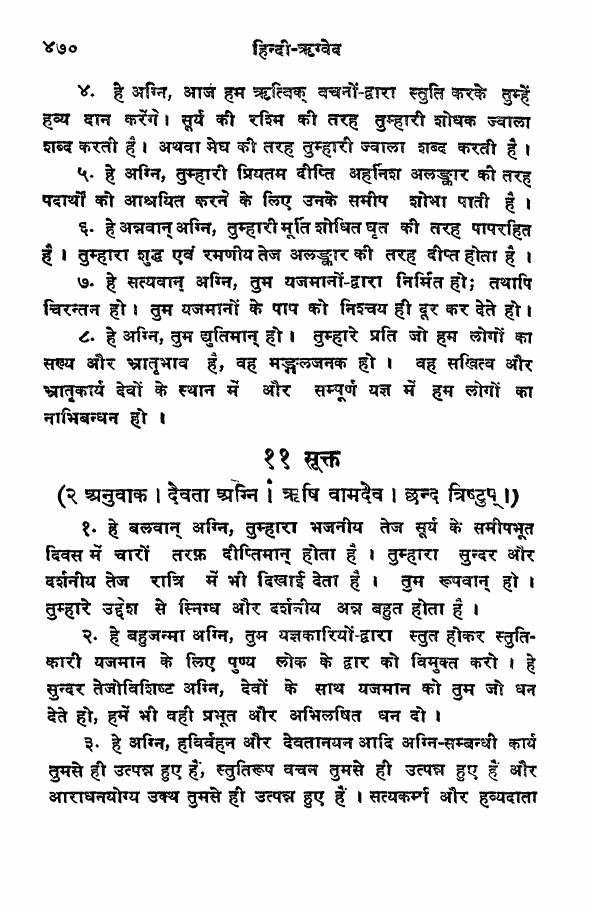 ४७० हिन्दी-ऋग्वेद
४. हे अग्नि, आज हम ऋत्विक् वचनों-द्वारा स्तुति करके तुम्हें
हव्य दान करेंगे। सूर्य की रश्मि की तरह तुम्हारी शोधक ज्वाला
शब्द करती है। अथवा मेघ की तरह तुम्हारी ज्वाला शब्द करती है।
५. हे अग्नि, तुम्हारी प्रियतम दीप्ति अहर्निश अलङ्कार की तरह
पदार्थों को आश्रयित करने के लिए उनके समीप शोभा पाती है।
६. हे अन्नवान् अग्नि, तुम्हारी मूर्ति शोधित घृत की तरह पापरहित
है। तुम्हारा शुद्ध एवं रमणीय तेज अलङ्कार की तरह दीप्त होता है।
७. हे सत्यवान् अग्नि, तुम यजमानों-द्वारा निर्मित हो; तथापि
चिरन्तन हो। तुम यजमानों के पाप को निश्चय ही दूर कर देते हो।
८. हे अग्नि, तुम द्युतिमान् हो। तुम्हारे प्रति जो हम लोगों का
सख्य और भ्रातृभाव है, वह मङ्गलजनक हो। वह सखित्व और
भ्रातृकार्य देवों के स्थान में और सम्पूर्ण यज्ञ में हम लोगों का
नाभिबन्धन हो।
११ सूक्त
(२ अनुवाक। देवता अग्नि। ऋषि वामदेव। छन्द त्रिष्टुप्।)
१. हे बलवान् अग्नि, तुम्हारा भजनीय तेज सूर्य के समीपभूत
दिवस में चारों तरफ़ दीप्तिमान् होता है। तुम्हारा सुन्दर और
दर्शनीय तेज रात्रि में भी दिखाई देता है। तुम रूपवान् हो।
तुम्हारे उद्देश से स्निग्ध और दर्शनीय अन्न बहुत होता है।
२. हे बहुजन्मा अग्नि, तुम यज्ञकारियों-द्वारा स्तुत होकर स्तुति-
कारी यजमान के लिए पुण्य लोक के द्वार को विमुक्त करो। हे
सुन्दर तेजोविशिष्ट अग्नि, देवों के साथ यजमान को तुम जो धन
देते हो, हमें भी वही प्रभूत और अभिलषित धन दो।
३. हे अग्नि, हविर्वहन और देवतानयन आदि अग्नि-सम्बन्धी कार्य
तुमसे ही उत्पन्न हुए हैं, स्तुतिरूप वचन तुमसे ही उत्पन्न हुए हैं और
आराधनयोग्य उक्थ तुमसे ही उत्पन्न हुए हैं। सत्यकर्म्मा और हव्यदाता